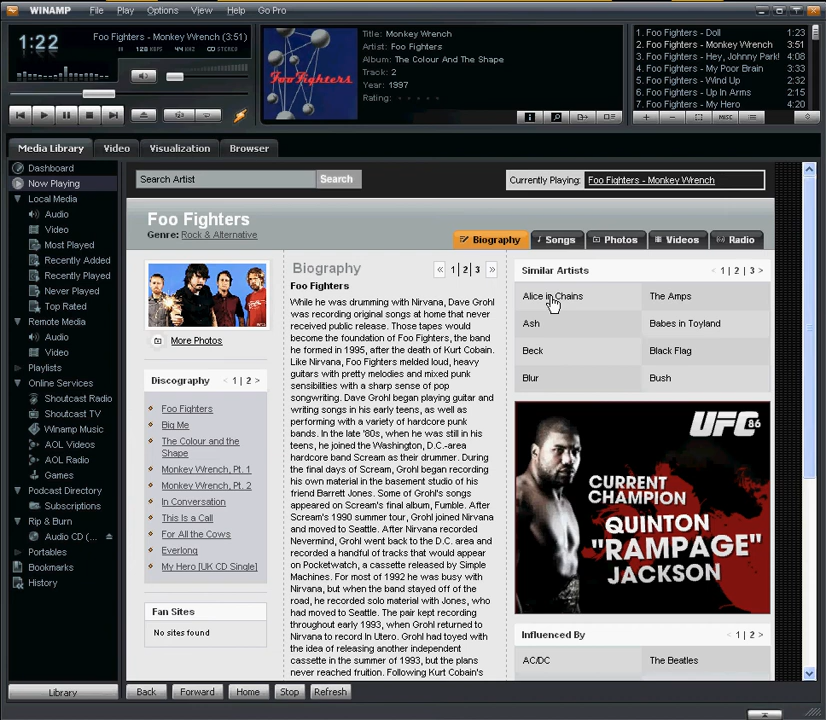 WINAMP File Play Options View Help Go Pro
1:22
Foo Fighters - Monkey Wrench (3:51)
128 KBPS 44 KHZ STEREO
Title: Monkey Wrench
Artist: Foo Fighters
Album: The Colour And The Shape
Track: 2
Year: 1997
Rating:
Foo Fighters
1. Foo Fighters - Doll 1:23
2. Foo Fighters - Monkey Wrench 3:51
3. Foo Fighters - Hey, Johnny Park! 4:08
4. Foo Fighters - My Poor Brain 3:33
5. Foo Fighters - Wind Up 2:32
6. Foo Fighters - Up In Arms 2:15
7. Foo Fighters - My Hero 4:20
MISC
Media Library Video Visualization Browser
Dashboard
Now Playing
Local Media
Audio
Video
Most Played
Recently Added
Recently Played
Never Played
Top Rated
Remote Media
Audio
Video
Playlists
Online Services
Shoutcast Radio
Shoutcast TV
Winamp Music
AOL Videos
AOL Radio
Games
Podcast Directory
Subscriptions
Rip & Burn
Audio CD (...
Portables
Bookmarks
History
Library
Search Artist Search
Currently Playing: Foo Fighters - Monkey Wrench
Foo Fighters
Genre: Rock & Alternative
Biography Songs Photos Videos Radio
More Photos
Discography < 1 | 2 >
Foo Fighters
Big Me
The Colour and the
Shape
Monkey Wrench, Pt. 1
Monkey Wrench, Pt. 2
In Conversation
This Is a Call
For All the Cows
Everlong
My Hero [UK CD Single]
Fan Sites
No sites found
Biography « 1 | 2 | 3 »
Foo Fighters
While he was drumming with Nirvana, Dave Grohl
was recording original songs at home that never
received public release. Those tapes would
become the foundation of Foo Fighters, the band
he formed in 1995, after the death of Kurt Cobain.
Like Nirvana, Foo Fighters melded loud, heavy
guitars with pretty melodies and mixed punk
sensibilities with a sharp sense of pop
songwriting. Dave Grohl began playing guitar and
writing songs in his early teens, as well as
performing with a variety of hardcore punk
bands. In the late '80s, when he was still in his
teens, he joined the Washington, D.C.-area
hardcore band Scream as their drummer. During
the final days of Scream, Grohl began recording
his own material in the basement studio of his
friend Barrett Jones. Some of Grohl's songs
appeared on Scream's final album, Fumble. After
Scream's 1990 summer tour, Grohl joined Nirvana
and moved to Seattle. After Nirvana recorded
Nevermind, Grohl went back to the D.C. area and
recorded a handful of tracks that would appear
on Pocketwatch, a cassette released by Simple
Machines. For most of 1992 he was busy with
Nirvana, but when the band stayed off of the
road, he recorded solo material with Jones, who
had moved to Seattle. The pair kept recording
throughout early 1993, when Grohl returned to
Nirvana to record In Utero. Grohl had toyed with
the idea of releasing another independent
cassette in the summer of 1993, but the plans
never reached fruition. Following Kurt Cobain's
Similar Artists < 1 | 2 | 3 >
Alice in Chains The Amps
Ash Babes in Toyland
Beck Black Flag
Blur Bush
UFC 86
CURRENT
CHAMPION
QUINTON
"RAMPAGE"
JACKSON
Influenced By < 1 | 2 >
AC/DC The Beatles
Back Forward Home Stop Refresh